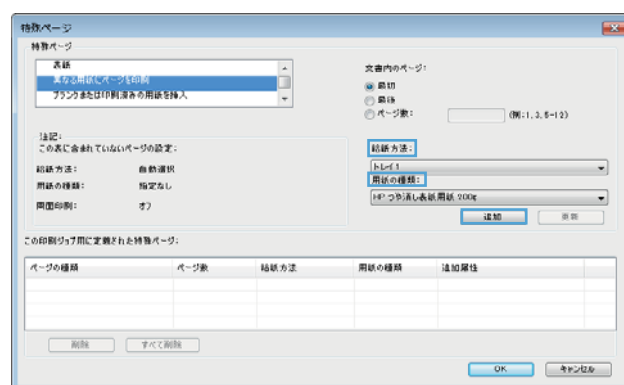 特殊ページ
特殊ページ
表紙
異なる用紙にページを印刷
ブランクまたは印刷済みの用紙を挿入
文書内のページ:
最初
最後
ページ数:
(例:1,3,5-12)
注記:
この表に含まれていないページの設定:
給紙方法: 自動選択
用紙の種類: 指定なし
両面印刷: オフ
給紙方法:
トレイ1
用紙の種類:
HP つや消し表紙用紙 200g
追加
更新
この印刷ジョブ用に定義された特殊ページ:
ページの種類 ページ数 給紙方法 用紙の種類 追加属性
削除 すべて削除
OK キャンセル